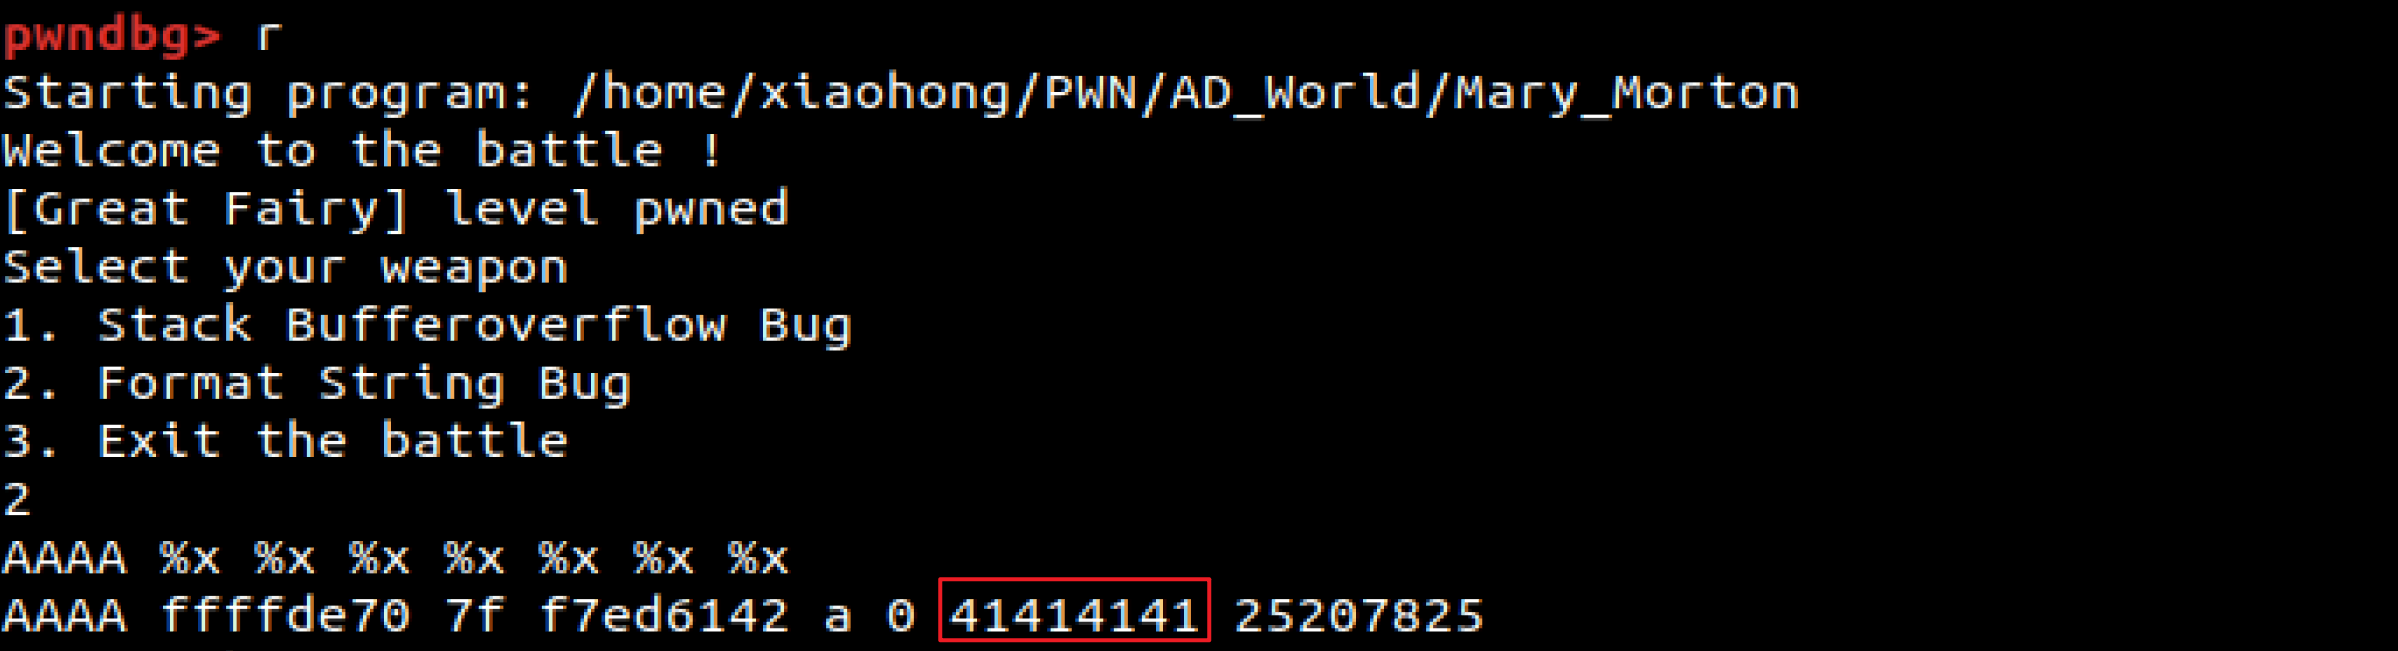 pwndbg> r
Starting program: /home/xiaohong/PWN/AD_World/Mary_Morton
Welcome to the battle !
[Great Fairy] level pwned
Select your weapon
1. Stack Bufferoverflow Bug
2. Format String Bug
3. Exit the battle
2
AAAA %x %x %x %x %x %x %x
AAAA ffffde70 7f f7ed6142 a 0 41414141 25207825